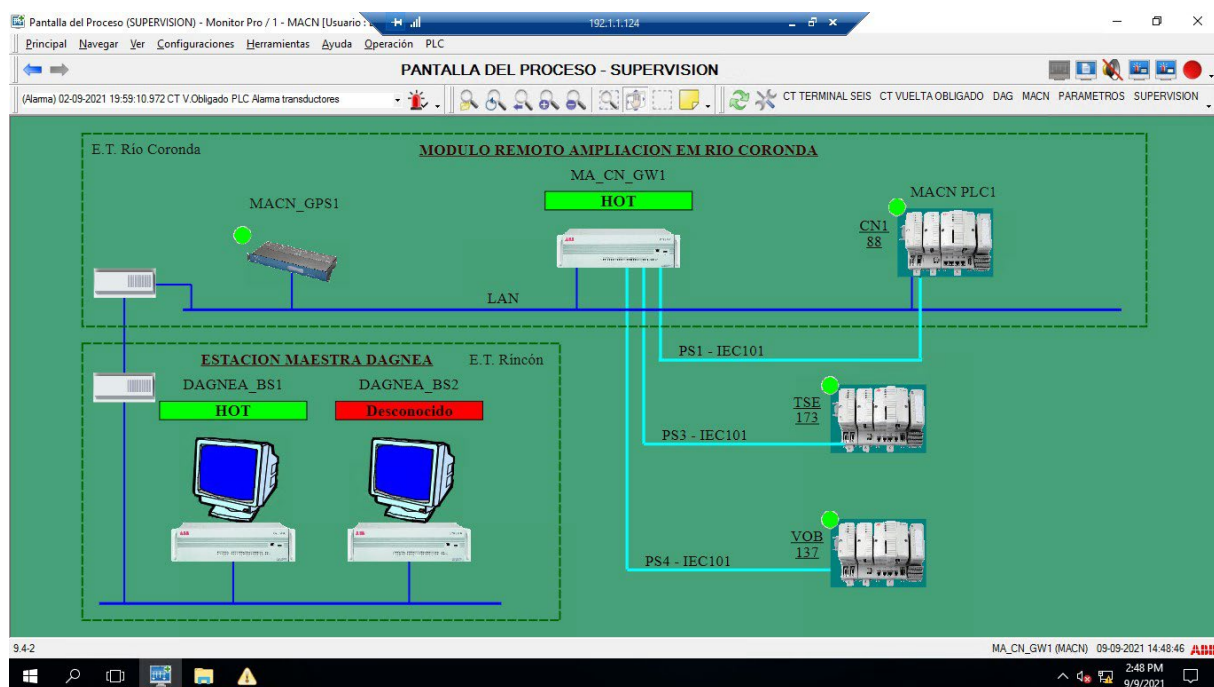 Pantalla del Proceso (SUPERVISION) - Monitor Pro / 1 - MACN [Usuario :
192.1.1.124
Principal Navegar Ver Configuraciones Herramientas Ayuda Operación PLC
PANTALLA DEL PROCESO - SUPERVISION
(Alarma) 02-09-2021 19:59:10.972 CT V.Obligado PLC Alarma transductores
CT TERMINAL SEIS CT VUELTA OBLIGADO DAG MACN PARAMETROS SUPERVISION
E.T. Río Coronda
MODULO REMOTO AMPLIACION EM RIO CORONDA
MA_CN_GW1
HOT
MACN_GPS1
MACN PLC1
CN1
88
ABB
LAN
PS1 - IEC101
ESTACION MAESTRA DAGNEA
E.T. Rincón
DAGNEA_BS1
DAGNEA_BS2
HOT
Desconocido
TSE
173
PS3 - IEC101
ABB
ABB
VOB
137
PS4 - IEC101
9.4-2
MA_CN_GW1 (MACN) 09-09-2021 14:48:46 ABB
2:48 PM
9/9/2021